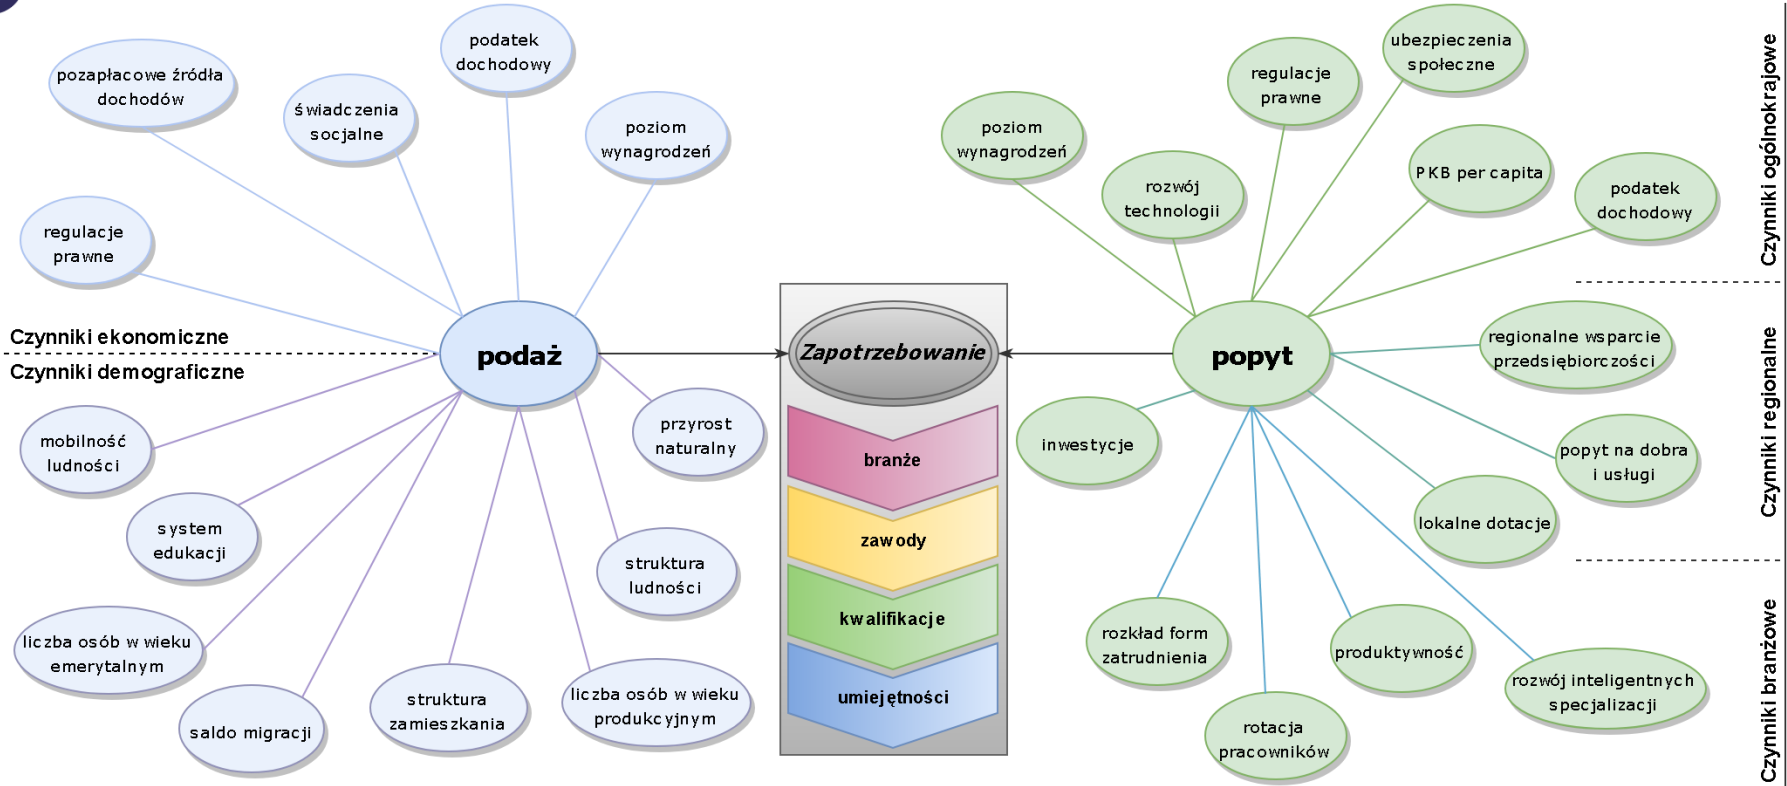 pozapłacowe źródła
dochodów
świadczenia
socjalne
podatek
dochodowy
poziom
wynagrodzeń
regulacje
prawne
Czynniki ekonomiczne
Czynniki demograficzne
podaż
mobilność
ludności
system
edukacji
liczba osób w wieku
emerytalnym
saldo migracji
struktura
zamieszkania
liczba osób w wieku
produkcyjnym
struktura
ludności
przyrost
naturalny
Zapotrzebowanie
branże
zawody
kwalifikacje
umiejętności
popyt
poziom
wynagrodzeń
rozwój
technologii
regulacje
prawne
ubezpieczenia
społeczne
PKB per capita
podatek
dochodowy
Czynniki ogólnokrajowe
inwestycje
regionalne wsparcie
przedsiębiorczości
popyt na dobra
i usługi
lokalne dotacje
Czynniki regionalne
rozkład form
zatrudnienia
rotacja
pracowników
produktywność
rozwój inteligentnych
specjalizacji
Czynniki branżowe